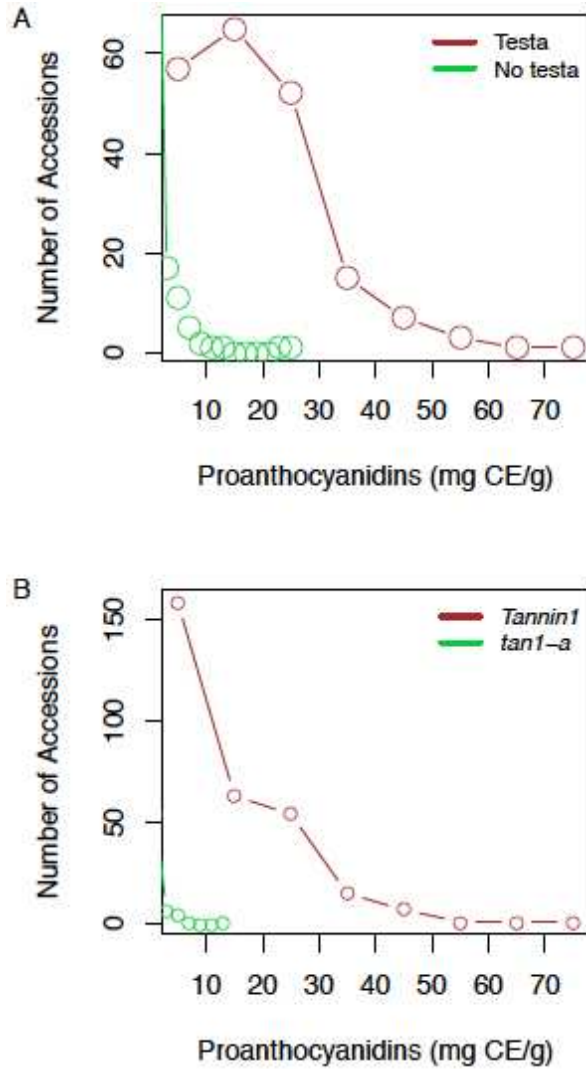 A
Number of Accessions
60
40
20
0
Testa
No testa
10 20 30 40 50 60 70
Proanthocyanidins (mg CE/g)
B
Number of Accessions
150
100
50
0
Tannin1
tan1–a
10 20 30 40 50 60 70
Proanthocyanidins (mg CE/g)